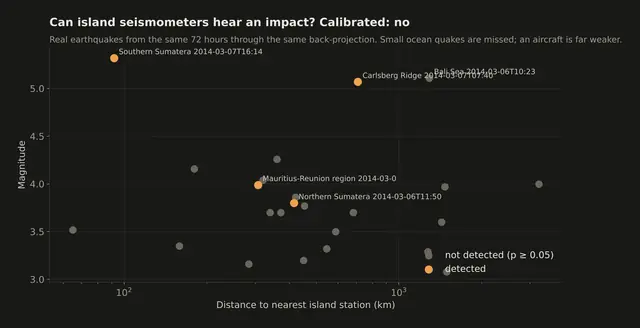 Can island seismometers hear an impact? Calibrated: no
Real earthquakes from the same 72 hours through the same back-projection. Small ocean quakes are missed; an aircraft is far weaker.
Southern Sumatera 2014-03-07T16:14
Bali Sea 2014-03-06T10:23
Carlsberg Ridge 2014-03-07T07:40
5.0
4.5
Magnitude
Mauritius-Reunion region 2014-03-0
4.0
Northern Sumatera 2014-03-06T11:50
3.5
not detected (p ≥ 0.05)
detected
3.0
10²
10³
Distance to nearest island station (km)